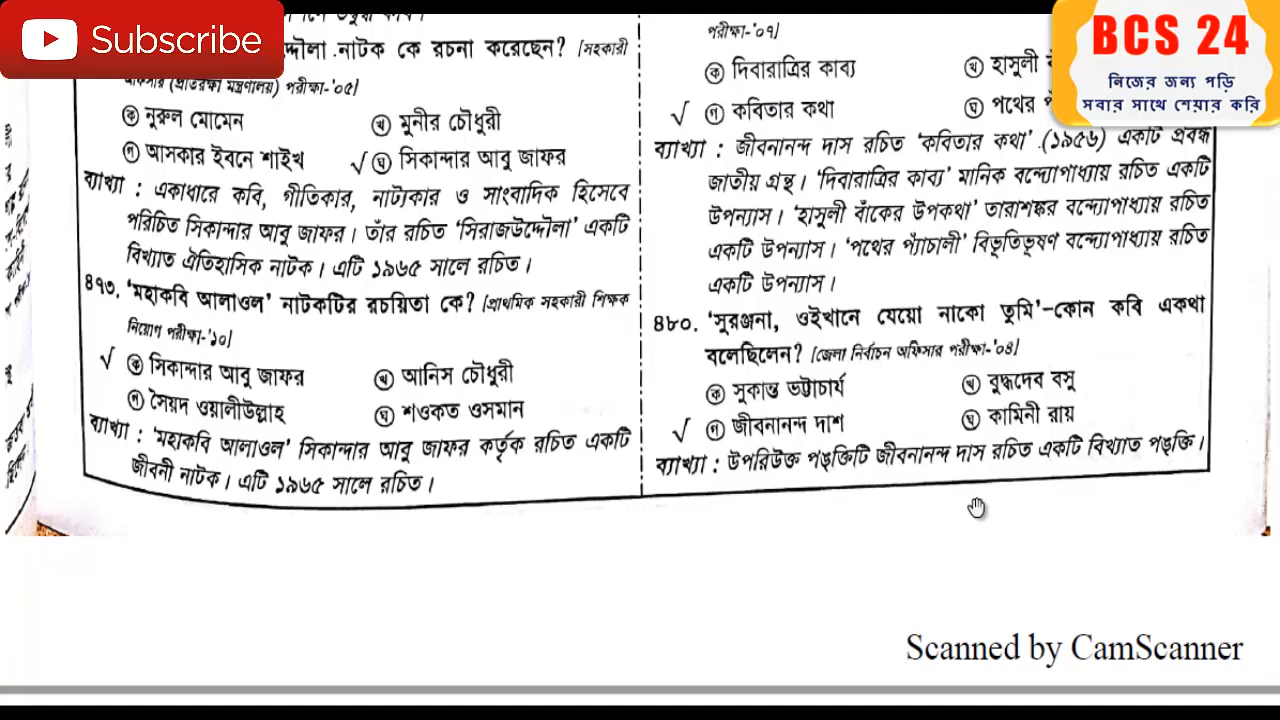 Subscribe
BCS 24
নিজের জন্য পড়ি
সবার সাথে শেয়ার করি
নাটক কে রচনা করেছেন? [সহকারী
(প্রতিরক্ষা মন্ত্রণালয়) পরীক্ষা-'০৫]
ক নুরুল মোমেন খ মুনীর চৌধুরী
গ আসকার ইবনে শাইখ √ ঘ সিকান্দার আবু জাফর
ব্যাখ্যা : একাধারে কবি, গীতিকার, নাট্যকার ও সাংবাদিক হিসেবে
পরিচিত সিকান্দার আবু জাফর। তাঁর রচিত ‘সিরাজউদ্দৌলা’ একটি
বিখ্যাত ঐতিহাসিক নাটক। এটি ১৯৬৫ সালে রচিত।
৪৭৩. ‘মহাকবি আলাওল’ নাটকটির রচয়িতা কে? [প্রাথমিক সহকারী শিক্ষক
নিয়োগ পরীক্ষা-'১০]
√ ক সিকান্দার আবু জাফর খ আনিস চৌধুরী
গ সৈয়দ ওয়ালীউল্লাহ ঘ শওকত ওসমান
ব্যাখ্যা : ‘মহাকবি আলাওল’ সিকান্দার আবু জাফর কর্তৃক রচিত একটি
জীবনী নাটক। এটি ১৯৬৫ সালে রচিত।
পরীক্ষা-'০৭]
ক দিবারাত্রির কাব্য খ হাসুলী
√ গ কবিতার কথা ঘ পথের
ব্যাখ্যা : জীবনানন্দ দাস রচিত ‘কবিতার কথা’ (১৯৫৬) একটি প্রবন্ধ
জাতীয় গ্রন্থ। ‘দিবারাত্রির কাব্য’ মানিক বন্দ্যোপাধ্যায় রচিত একটি
উপন্যাস। ‘হাসুলী বাঁকের উপকথা’ তারাশঙ্কর বন্দ্যোপাধ্যায় রচিত
একটি উপন্যাস। ‘পথের প্যাঁচালী’ বিভূতিভূষণ বন্দ্যোপাধ্যায় রচিত
একটি উপন্যাস।
৪৮০. ‘সুরঞ্জনা, ওইখানে যেয়ো নাকো তুমি’-কোন কবি একথা
বলেছিলেন? [জেলা নির্বাচন অফিসার পরীক্ষা-'০৪]
ক সুকান্ত ভট্টাচার্য খ বুদ্ধদেব বসু
√ গ জীবনানন্দ দাশ ঘ কামিনী রায়
ব্যাখ্যা : উপরিউক্ত পঙ্‌ক্তিটি জীবনানন্দ দাস রচিত একটি বিখ্যাত পঙ্‌ক্তি।
Scanned by CamScanner